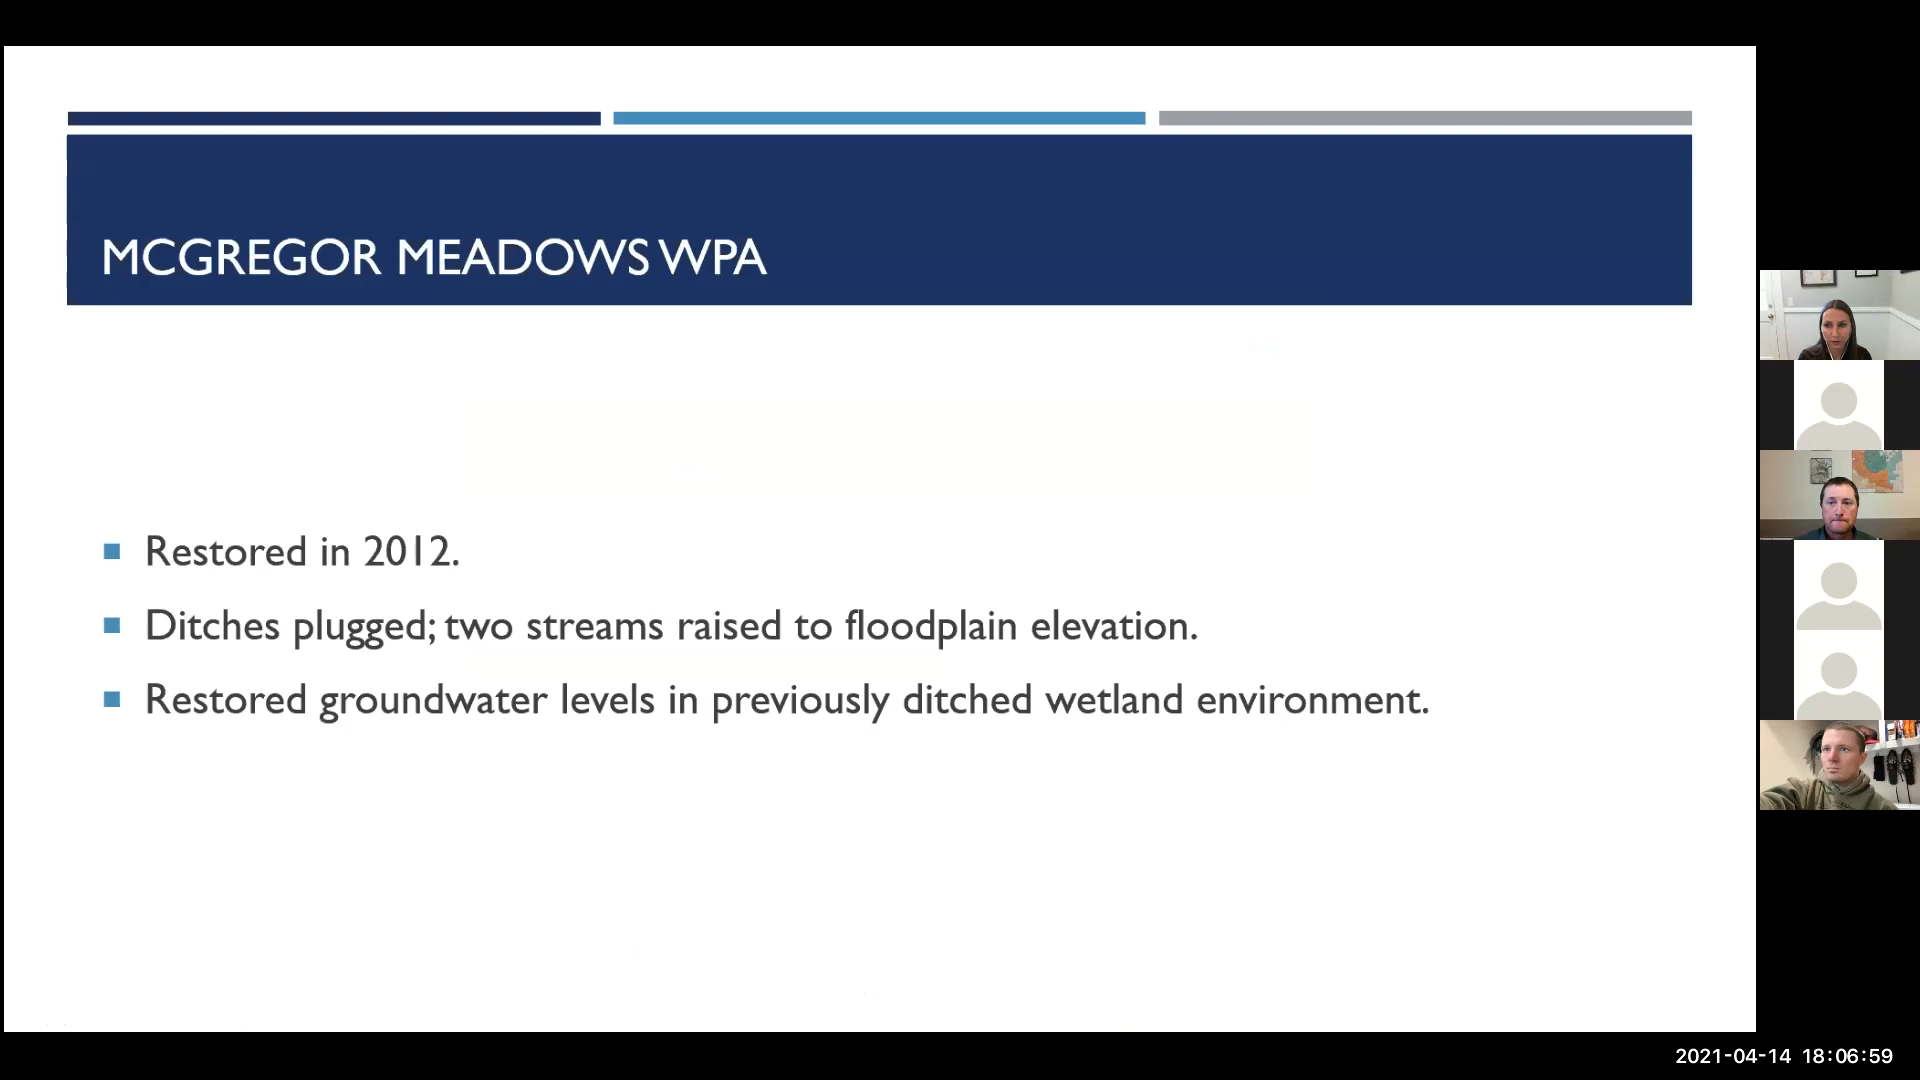 MCGREGOR MEADOWS WPA
Restored in 2012.
Ditches plugged; two streams raised to floodplain elevation.
Restored groundwater levels in previously ditched wetland environment.
2021-04-14 18:06:59